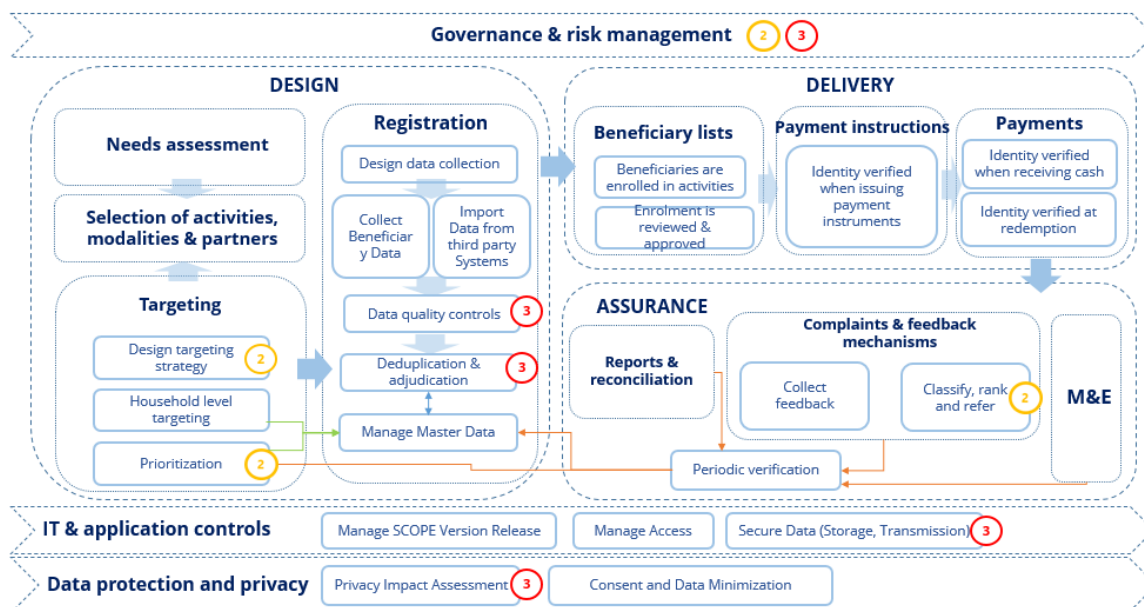 Governance & risk management 2 3
DESIGN
Needs assessment
Selection of activities,
modalities & partners
Targeting
Design targeting
strategy
2
Household level
targeting
Prioritization
2
Registration
Design data collection
Collect
Beneficiar
y Data
Import
Data from
third party
Systems
Data quality controls
3
Deduplication &
adjudication
3
Manage Master Data
DELIVERY
Beneficiary lists
Beneficiaries are
enrolled in activities
Enrolment is
reviewed &
approved
Payment instructions
Identity verified
when issuing
payment
instruments
Payments
Identity verified
when receiving cash
Identity verified at
redemption
ASSURANCE
Reports &
reconciliation
Complaints & feedback
mechanisms
Collect
feedback
Classify, rank
and refer
2
M&E
Periodic verification
IT & application controls
Manage SCOPE Version Release
Manage Access
Secure Data (Storage, Transmission)
3
Data protection and privacy
Privacy Impact Assessment
3
Consent and Data Minimization